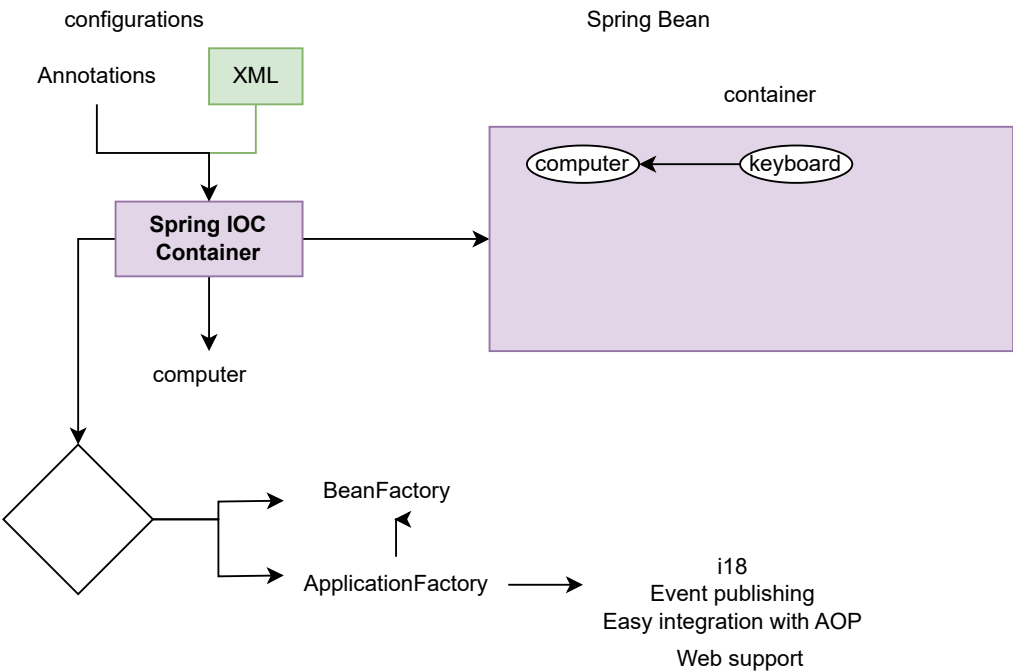 configurations
Spring Bean
Annotations
XML
container
computer
keyboard
Spring IOC
Container
computer
BeanFactory
ApplicationFactory
i18
Event publishing
Easy integration with AOP
Web support